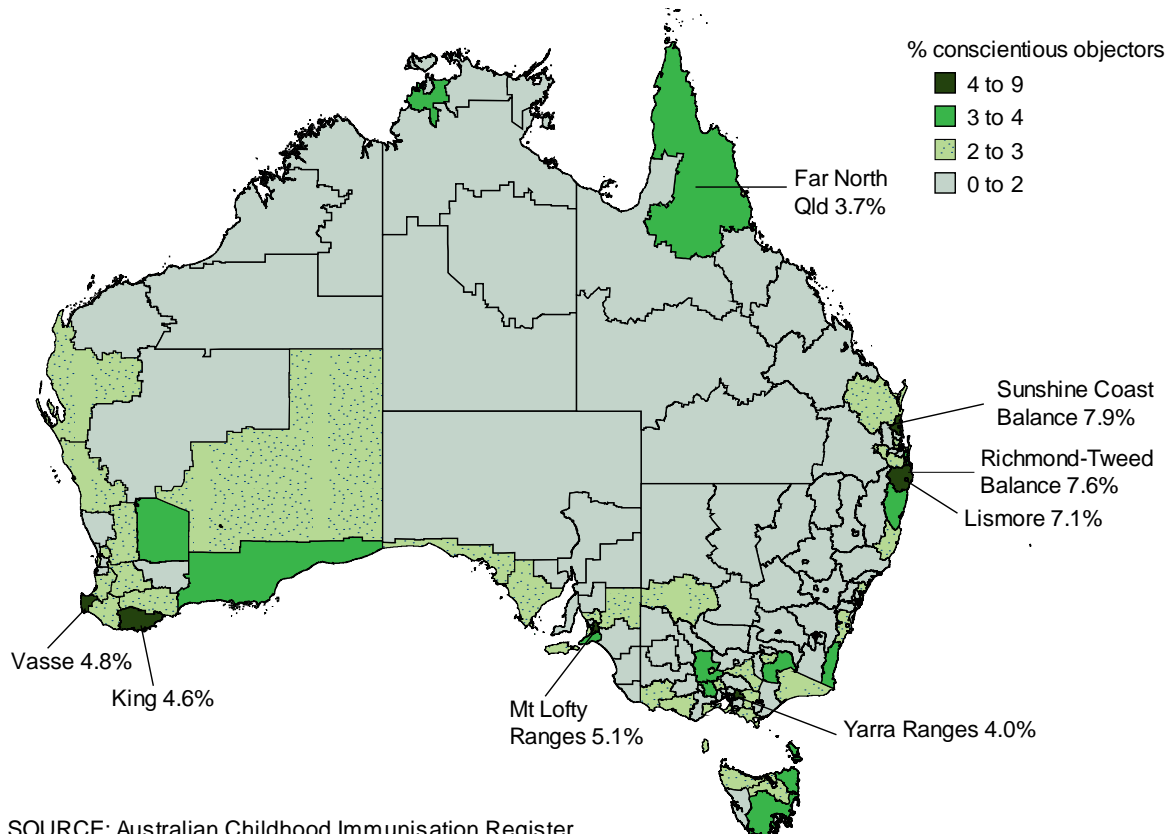 % conscientious objectors
4 to 9
3 to 4
2 to 3
0 to 2
Far North
Qld 3.7%
Sunshine Coast
Balance 7.9%
Richmond-Tweed
Balance 7.6%
Lismore 7.1%
Vasse 4.8%
King 4.6%
Mt Lofty
Ranges 5.1%
Yarra Ranges 4.0%
SOURCE: Australian Childhood Immunisation Register